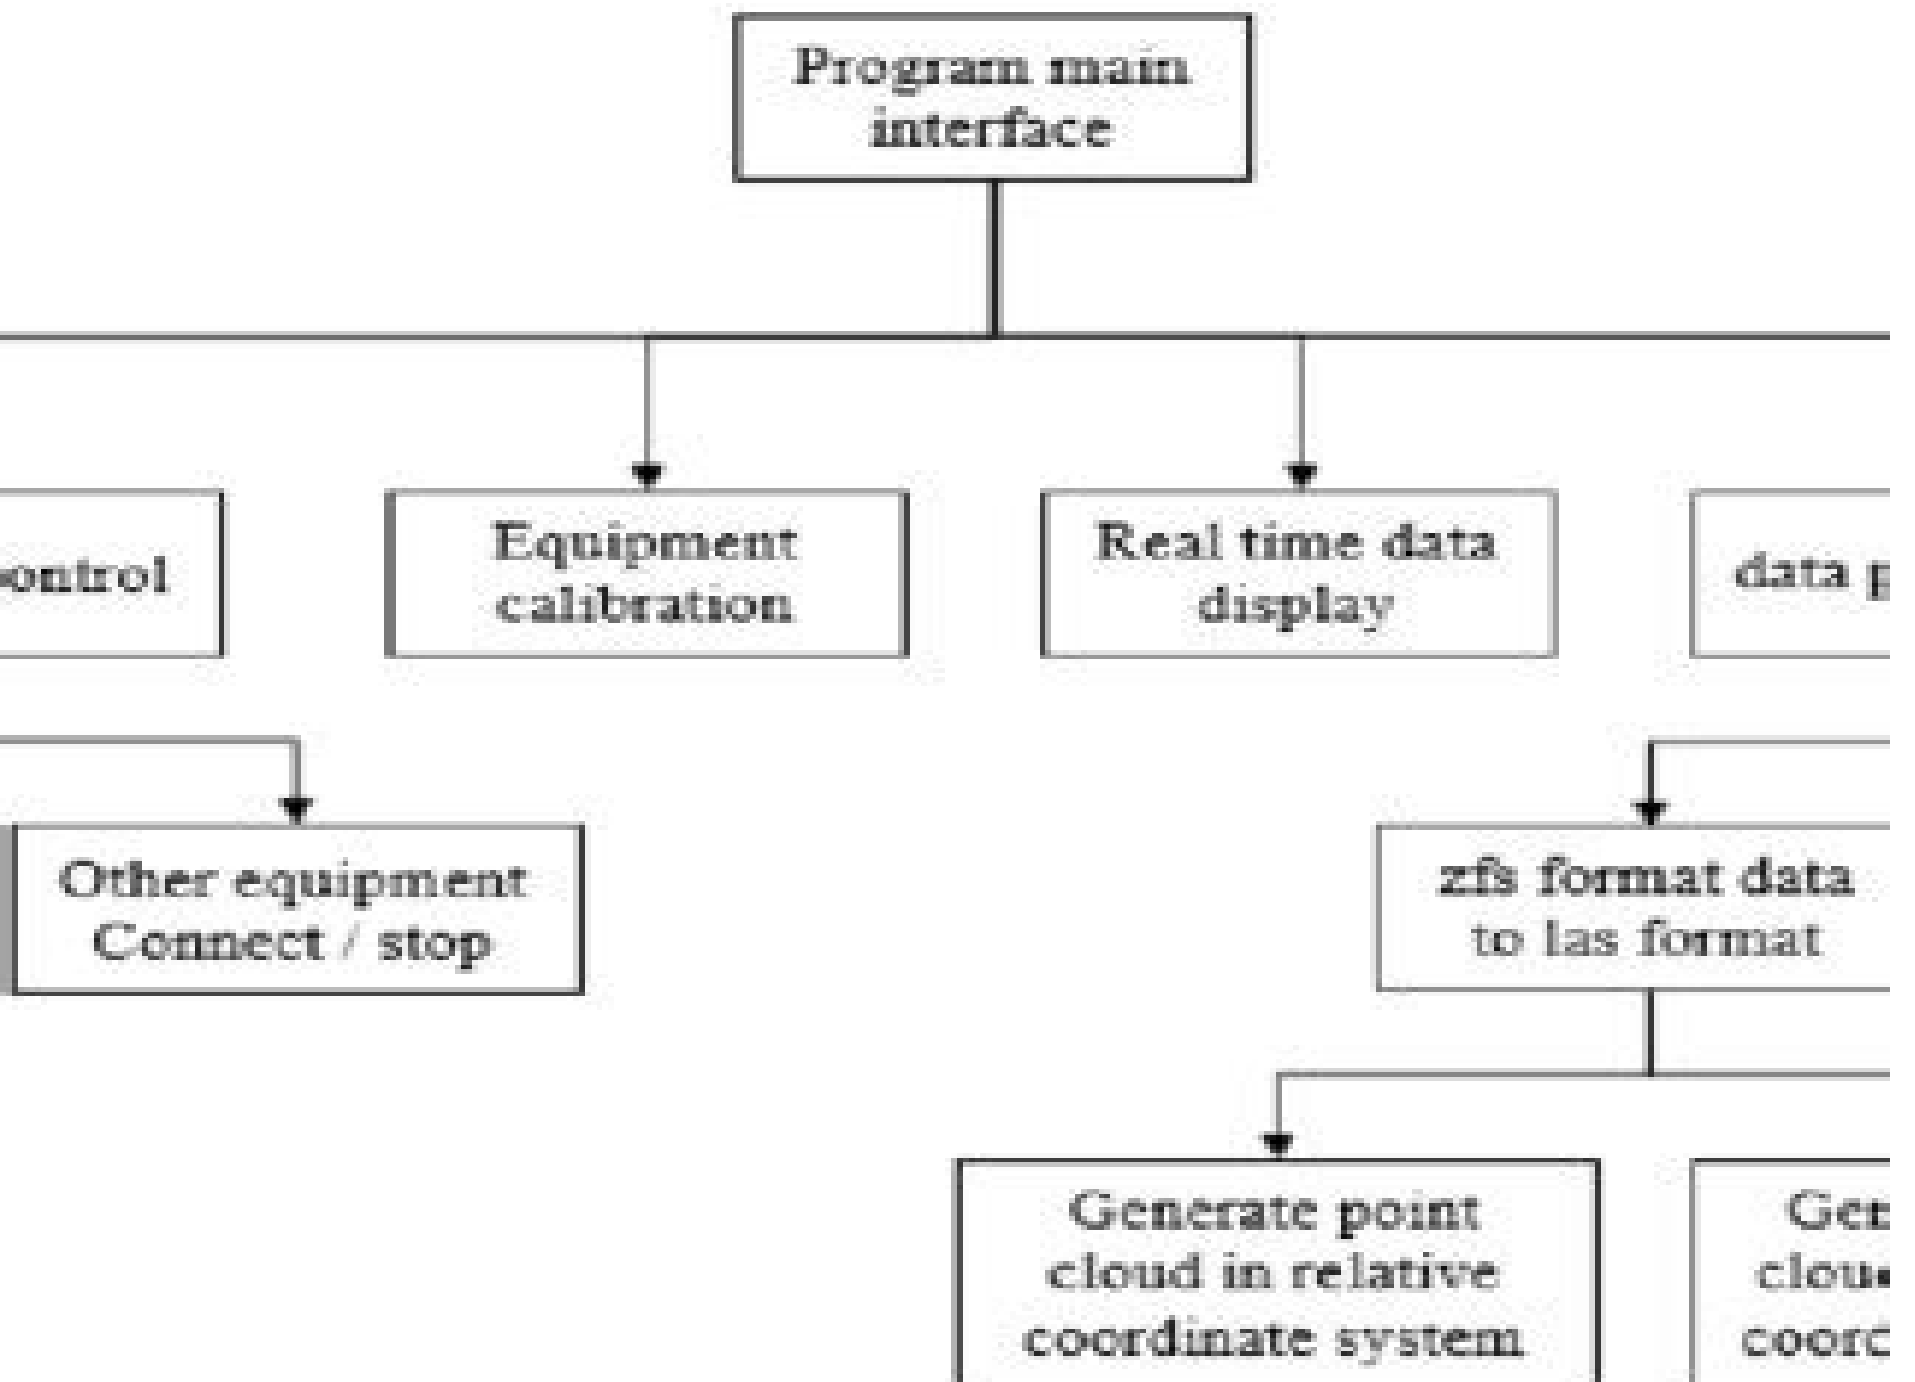 Program main
interface
Equipment
calibration
Real time data
display
data
Other equipment
Connect / stop
zfs format data
to las format
Generate point
cloud in relative
coordinate system